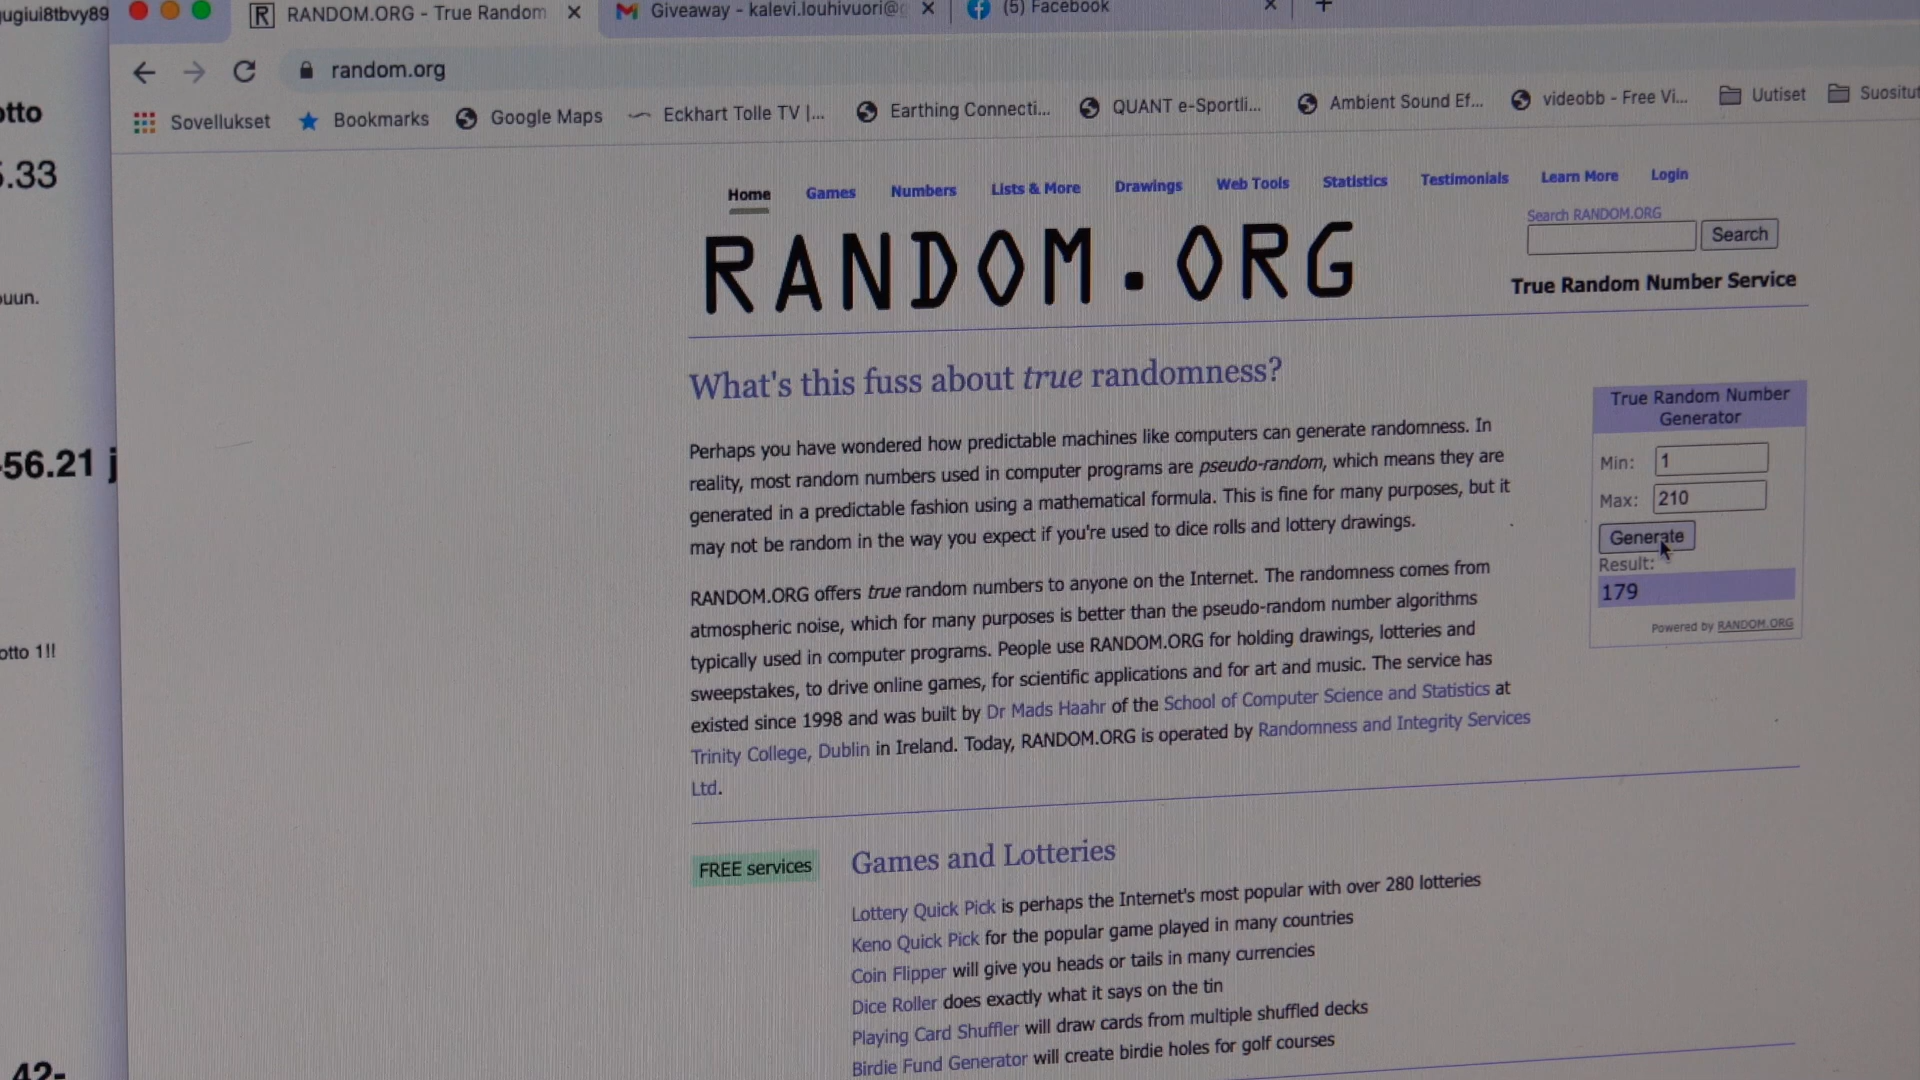 ugiui8tbvy89
RANDOM.ORG - True Random
Giveaway - kalevi.louhivuori@
(5) Facebook
random.org
Sovellukset
Bookmarks
Google Maps
Eckhart Tolle TV |...
Earthing Connecti...
QUANT e-Sportli...
Ambient Sound Ef...
videobb - Free Vi...
Uutiset
Suositut
otto
5.33
uun.
56.21 j
otto 1!!
42-
Home
Games
Numbers
Lists & More
Drawings
Web Tools
Statistics
Testimonials
Learn More
Login
Search RANDOM.ORG
Search
RANDOM.ORG
True Random Number Service
What's this fuss about true randomness?
Perhaps you have wondered how predictable machines like computers can generate randomness. In
reality, most random numbers used in computer programs are pseudo-random, which means they are
generated in a predictable fashion using a mathematical formula. This is fine for many purposes, but it
may not be random in the way you expect if you're used to dice rolls and lottery drawings.
RANDOM.ORG offers true random numbers to anyone on the Internet. The randomness comes from
atmospheric noise, which for many purposes is better than the pseudo-random number algorithms
typically used in computer programs. People use RANDOM.ORG for holding drawings, lotteries and
sweepstakes, to drive online games, for scientific applications and for art and music. The service has
existed since 1998 and was built by Dr Mads Haahr of the School of Computer Science and Statistics at
Trinity College, Dublin in Ireland. Today, RANDOM.ORG is operated by Randomness and Integrity Services
Ltd.
True Random Number
Generator
Min: 1
Max: 210
Generate
Result:
179
Powered by RANDOM.ORG
FREE services
Games and Lotteries
Lottery Quick Pick is perhaps the Internet's most popular with over 280 lotteries
Keno Quick Pick for the popular game played in many countries
Coin Flipper will give you heads or tails in many currencies
Dice Roller does exactly what it says on the tin
Playing Card Shuffler will draw cards from multiple shuffled decks
Birdie Fund Generator will create birdie holes for golf courses